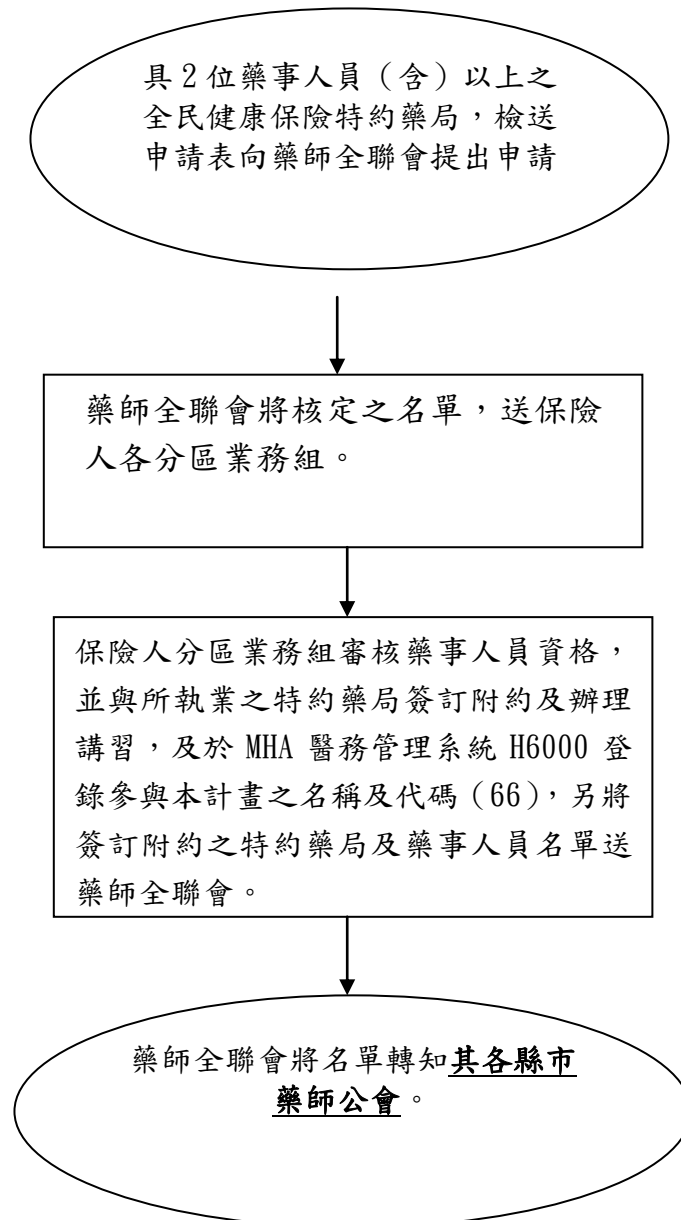 具 2 位藥事人員（含）以上之
全民健康保險特約藥局，檢送
申請表向藥師全聯會提出申請
藥師全聯會將核定之名單，送保險
人各分區業務組。
保險人分區業務組審核藥事人員資格，
並與所執業之特約藥局簽訂附約及辦理
講習，及於 MHA 醫務管理系統 H6000 登
錄參與本計畫之名稱及代碼（66），另將
簽訂附約之特約藥局及藥事人員名單送
藥師全聯會。
藥師全聯會將名單轉知其各縣市
藥師公會。